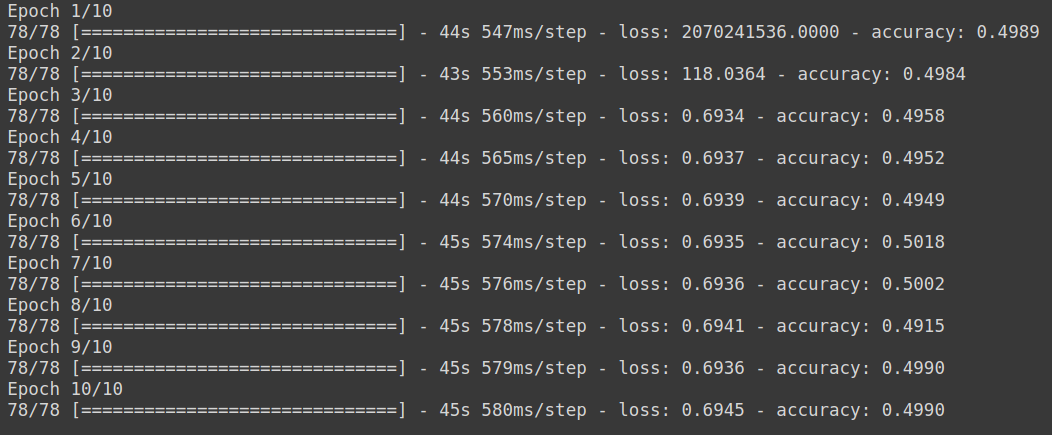 Epoch 1/10
78/78 [==============================] - 44s 547ms/step - loss: 2070241536.0000 - accuracy: 0.4989
Epoch 2/10
78/78 [==============================] - 43s 553ms/step - loss: 118.0364 - accuracy: 0.4984
Epoch 3/10
78/78 [==============================] - 44s 560ms/step - loss: 0.6934 - accuracy: 0.4958
Epoch 4/10
78/78 [==============================] - 44s 565ms/step - loss: 0.6937 - accuracy: 0.4952
Epoch 5/10
78/78 [==============================] - 44s 570ms/step - loss: 0.6939 - accuracy: 0.4949
Epoch 6/10
78/78 [==============================] - 45s 574ms/step - loss: 0.6935 - accuracy: 0.5018
Epoch 7/10
78/78 [==============================] - 45s 576ms/step - loss: 0.6936 - accuracy: 0.5002
Epoch 8/10
78/78 [==============================] - 45s 578ms/step - loss: 0.6941 - accuracy: 0.4915
Epoch 9/10
78/78 [==============================] - 45s 579ms/step - loss: 0.6936 - accuracy: 0.4990
Epoch 10/10
78/78 [==============================] - 45s 580ms/step - loss: 0.6945 - accuracy: 0.4990